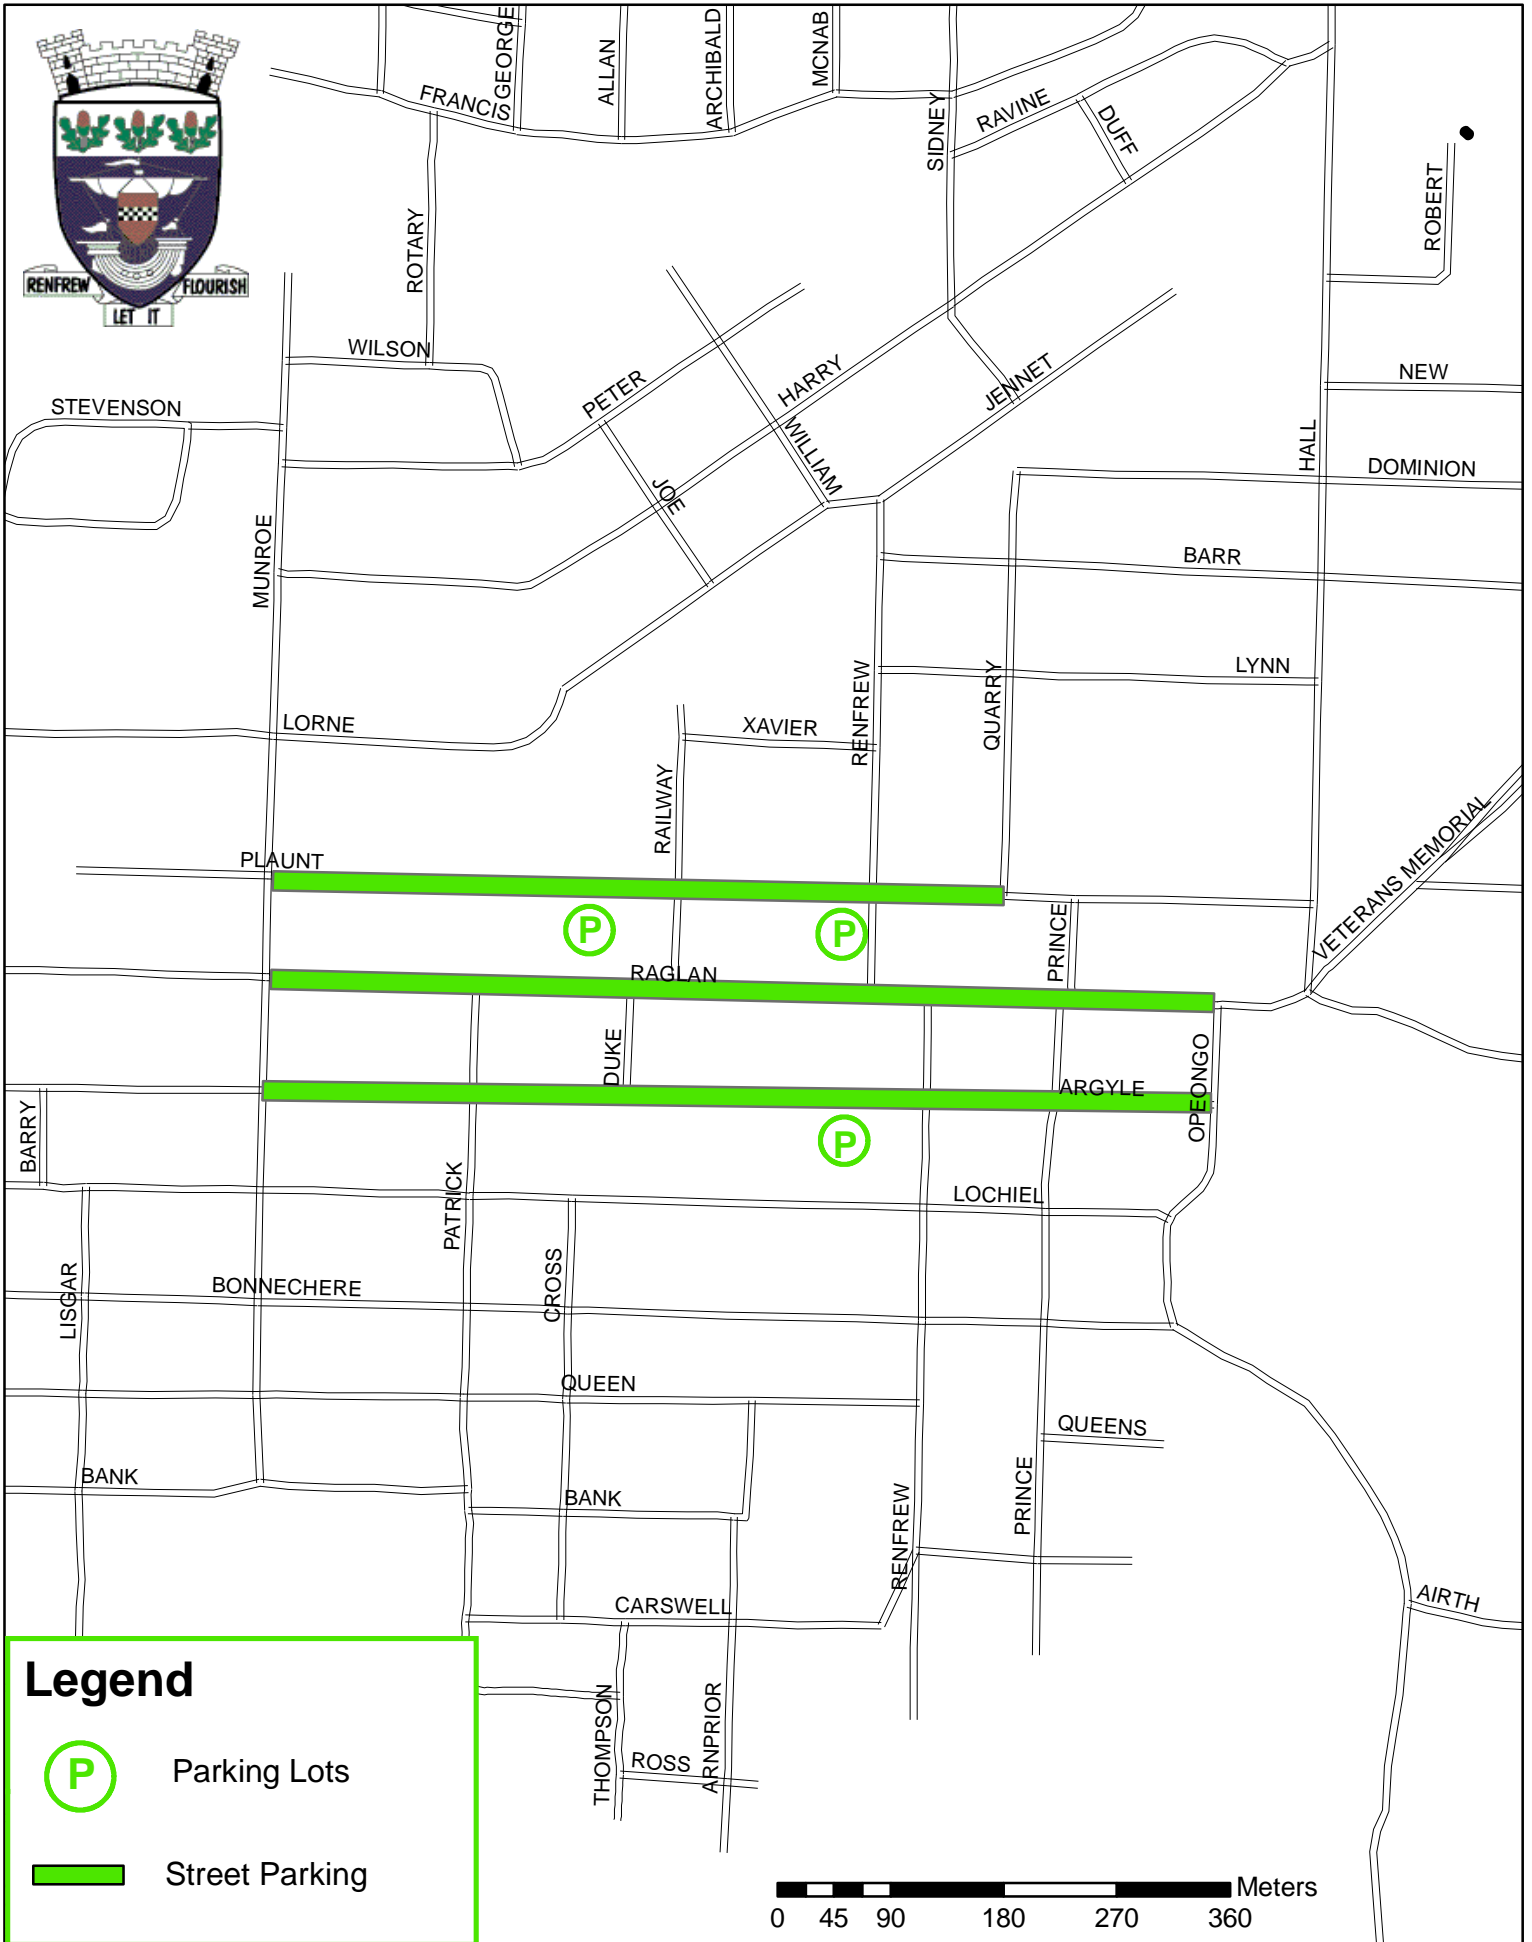 GEORGE
ALLAN
ARCHIBALD
MCNAB
FRANCIS
SIDNEY
RAVINE
DUFF
ROBERT
ROTARY
RENFREW
FLOURISH
LET IT
WILSON
STEVENSON
PETER
HARRY
JENNET
NEW
WILLIAM
JOE
HALL
DOMINION
MUNROE
BARR
LYNN
RENFREW
QUARRY
LORNE
XAVIER
RAILWAY
VETERANS MEMORIAL
PLAUNT
P
P
PRINCE
RAGLAN
DUKE
OPEONGO
ARGYLE
BARRY
P
PATRICK
LOCHIEL
LISGAR
BONNECHERE
CROSS
QUEEN
QUEENS
BANK
BANK
RENFREW
PRINCE
CARSWELL
AIRTH
THOMPSON
ARNPRIOR
ROSS
Legend
P Parking Lots
Street Parking
Meters
0 45 90 180 270 360